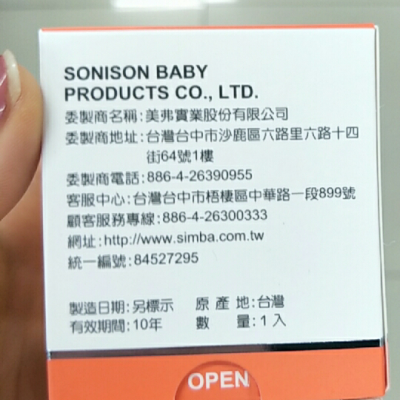 SONISON BABY
PRODUCTS CO., LTD.
委製商名稱:美弗實業股份有限公司
委製商地址:台灣台中市沙鹿區六路里六路十四
街64號1樓
委製商電話:886-4-26390955
客服中心:台灣台中市梧棲區中華路一段899號
顧客服務專線:886-4-26300333
網址:http://www.simba.com.tw
統一編號:84527295
製造日期:另標示 原產地:台灣
有效期間:10年 數量:1入
OPEN